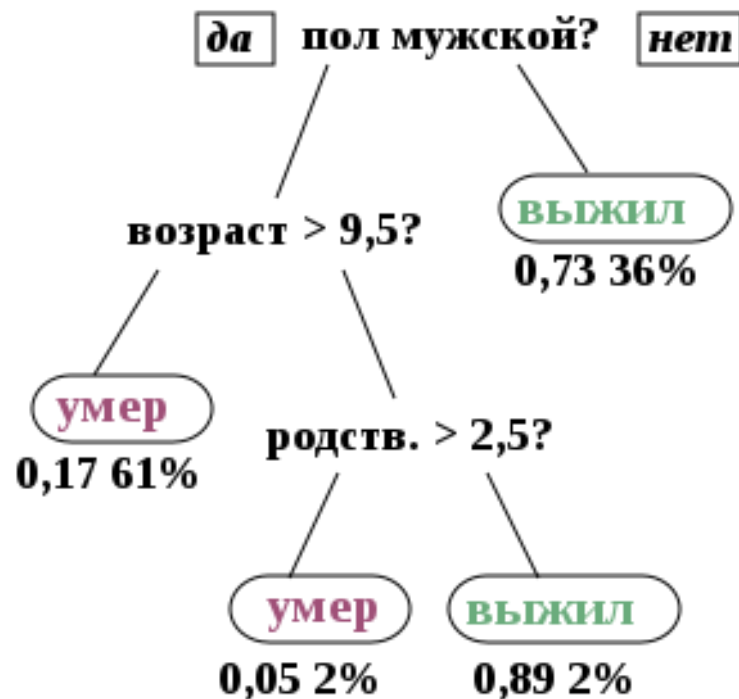 да пол мужской? нет
выжил
возраст > 9,5?
0,73 36%
умер
родств. > 2,5?
0,17 61%
умер выжил
0,05 2% 0,89 2%